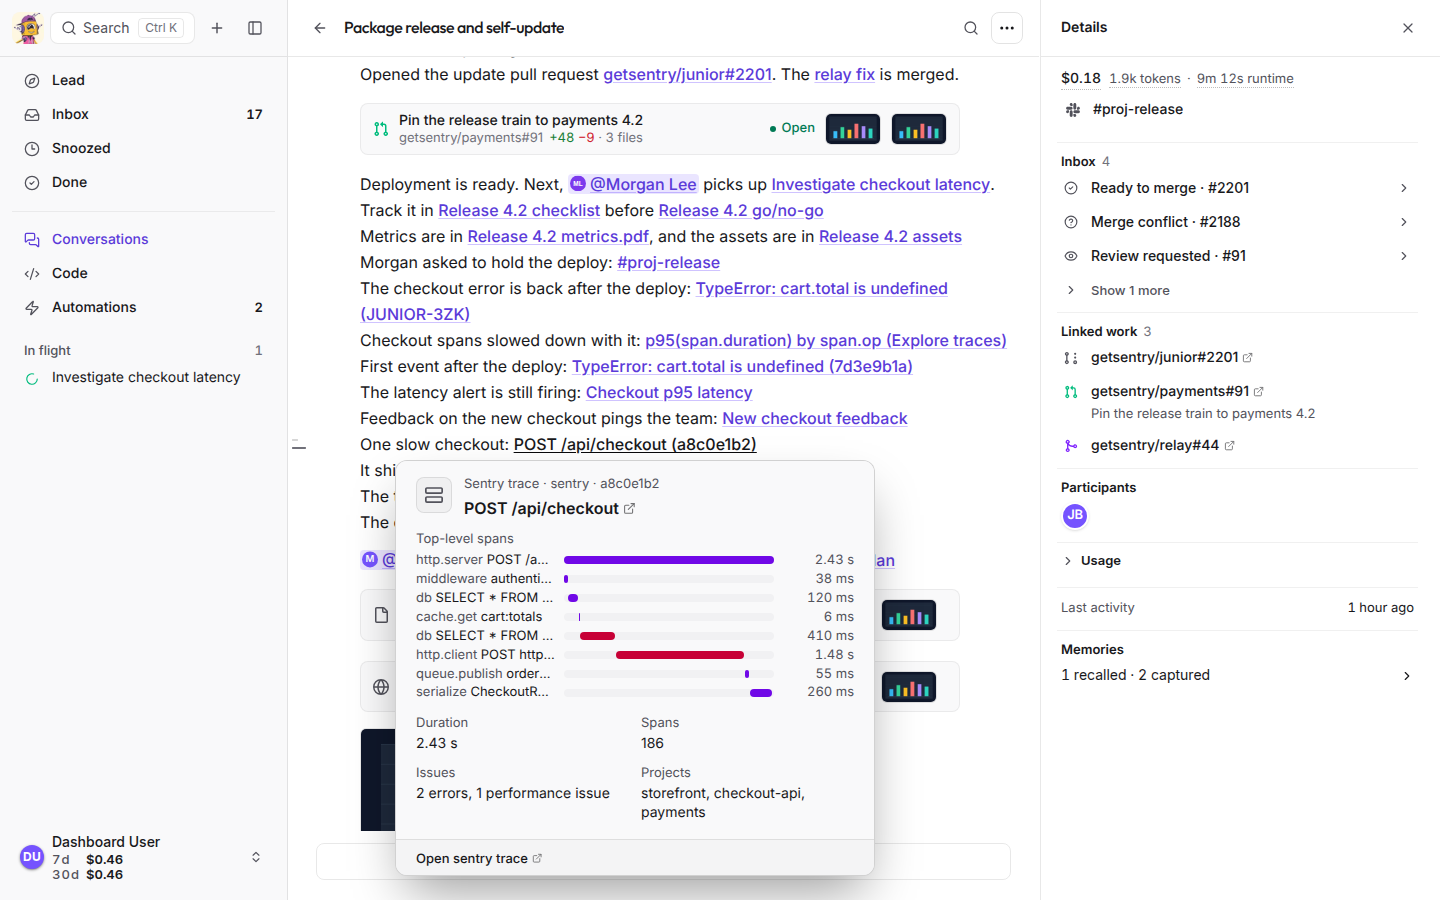 Search
Ctrl K
Lead
Inbox 17
Snoozed
Done
Conversations
Code
Automations 2
In flight 1
Investigate checkout latency
DU
Dashboard User
7d $0.46
30d $0.46
Package release and self-update
Opened the update pull request getsentry/junior#2201. The relay fix is merged.
Pin the release train to payments 4.2
getsentry/payments#91 +48 −9 · 3 files
Open
Deployment is ready. Next, ML @Morgan Lee picks up Investigate checkout latency.
Track it in Release 4.2 checklist before Release 4.2 go/no-go
Metrics are in Release 4.2 metrics.pdf, and the assets are in Release 4.2 assets
Morgan asked to hold the deploy: #proj-release
The checkout error is back after the deploy: TypeError: cart.total is undefined
(JUNIOR-3ZK)
Checkout spans slowed down with it: p95(span.duration) by span.op (Explore traces)
First event after the deploy: TypeError: cart.total is undefined (7d3e9b1a)
The latency alert is still firing: Checkout p95 latency
Feedback on the new checkout pings the team: New checkout feedback
One slow checkout: POST /api/checkout (a8c0e1b2)
It shi
The
The
M @
lan
Sentry trace · sentry · a8c0e1b2
POST /api/checkout
Top-level spans
http.server POST /a... 2.43 s
middleware authenti... 38 ms
db SELECT * FROM ... 120 ms
cache.get cart:totals 6 ms
db SELECT * FROM ... 410 ms
http.client POST http... 1.48 s
queue.publish order... 55 ms
serialize CheckoutR... 260 ms
Duration
2.43 s
Spans
186
Issues
2 errors, 1 performance issue
Projects
storefront, checkout-api,
payments
Open sentry trace
Details
$0.18 1.9k tokens · 9m 12s runtime
#proj-release
Inbox 4
Ready to merge · #2201
Merge conflict · #2188
Review requested · #91
Show 1 more
Linked work 3
getsentry/junior#2201
getsentry/payments#91
Pin the release train to payments 4.2
getsentry/relay#44
Participants
JB
Usage
Last activity 1 hour ago
Memories
1 recalled · 2 captured